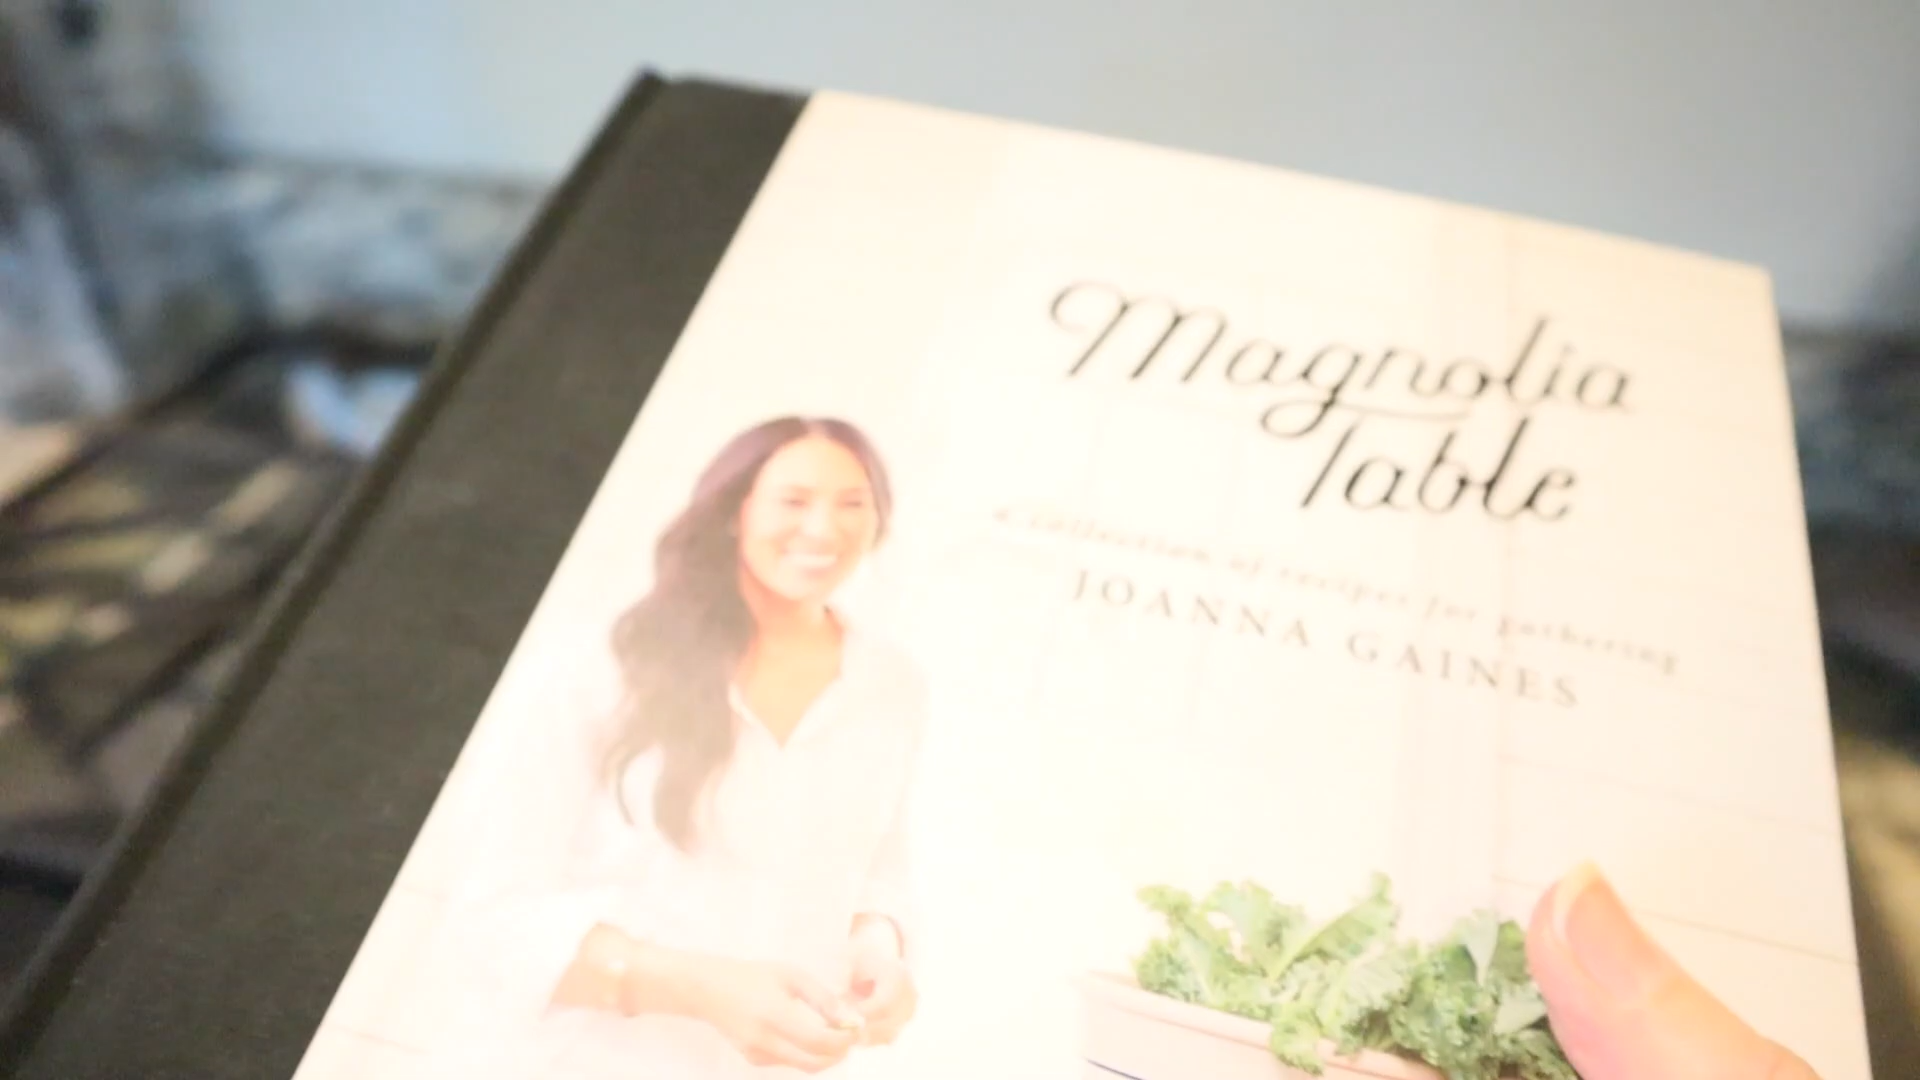 Magnolia
Table
A collection of recipes for gathering
JOANNA GAINES